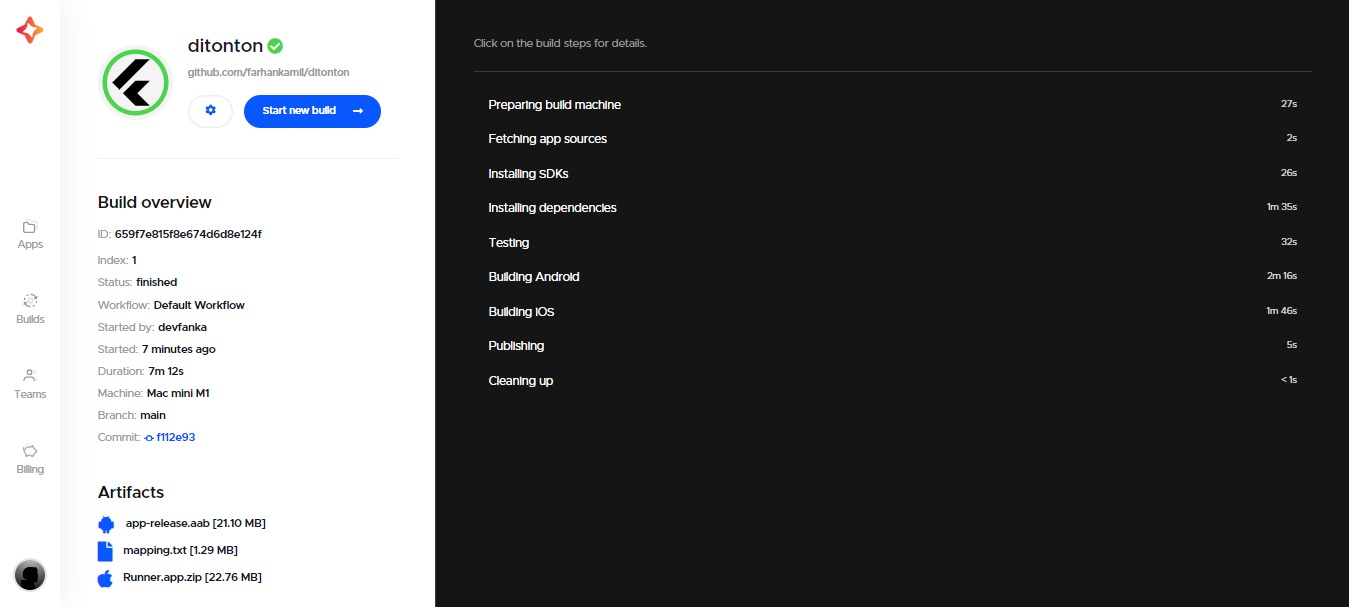 ditonton
github.com/farhankamil/ditonton
Start new build →
Build overview
ID: 659f7e815f8e674d6d8e124f
Index: 1
Status: finished
Workflow: Default Workflow
Started by: devfanka
Started: 7 minutes ago
Duration: 7m 12s
Machine: Mac mini M1
Branch: main
Commit: f112e93
Artifacts
app-release.aab [21.10 MB]
mapping.txt [1.29 MB]
Runner.app.zip [22.76 MB]
Apps
Builds
Teams
Billing
Click on the build steps for details.
Preparing build machine 27s
Fetching app sources 2s
Installing SDKs 26s
Installing dependencies 1m 35s
Testing 32s
Building Android 2m 16s
Building iOS 1m 46s
Publishing 5s
Cleaning up < 1s